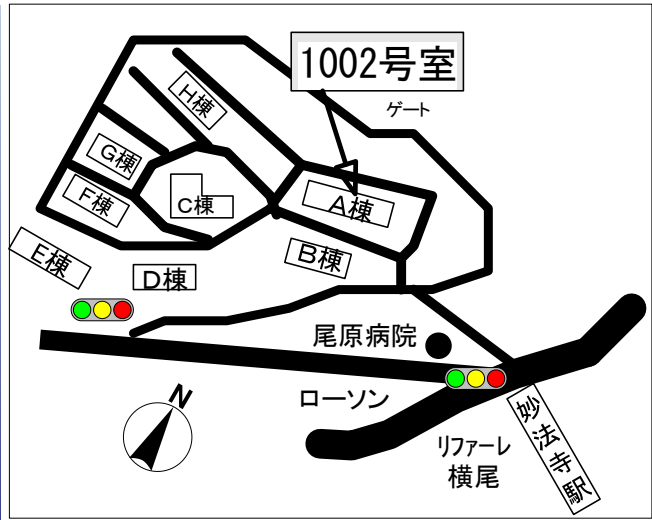 1002号室
ゲート
H棟
G棟
F棟
C棟
A棟
B棟
E棟
D棟
尾原病院
ローソン
N
リファーレ
横尾
妙法寺駅